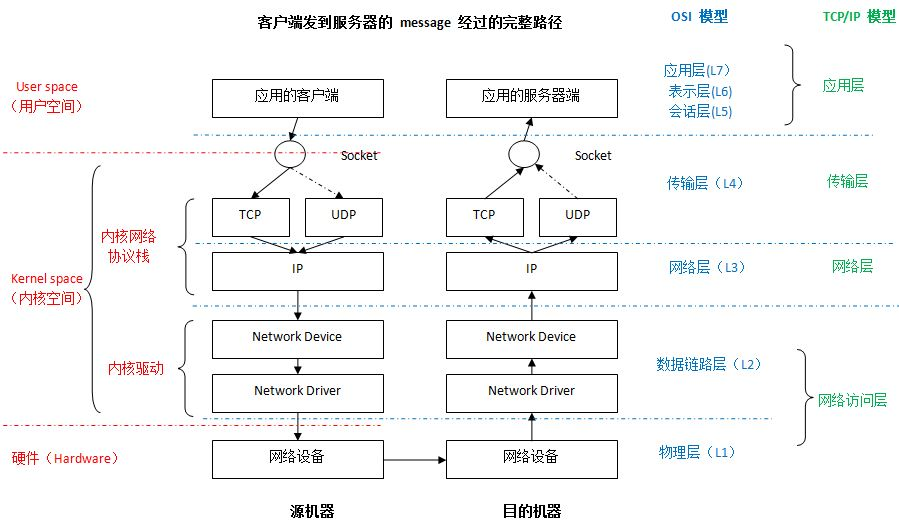 客户端发到服务器的 message 经过的完整路径
OSI 模型
TCP/IP 模型
User space
（用户空间）
应用的客户端
应用的服务器端
应用层(L7)
表示层(L6)
会话层(L5)
应用层
Socket
Socket
传输层（L4）
传输层
TCP
UDP
TCP
UDP
内核网络
协议栈
IP
IP
网络层（L3）
网络层
Kernel space
（内核空间）
Network Device
Network Device
内核驱动
数据链路层（L2）
Network Driver
Network Driver
网络访问层
硬件（Hardware）
网络设备
网络设备
物理层（L1）
源机器
目的机器